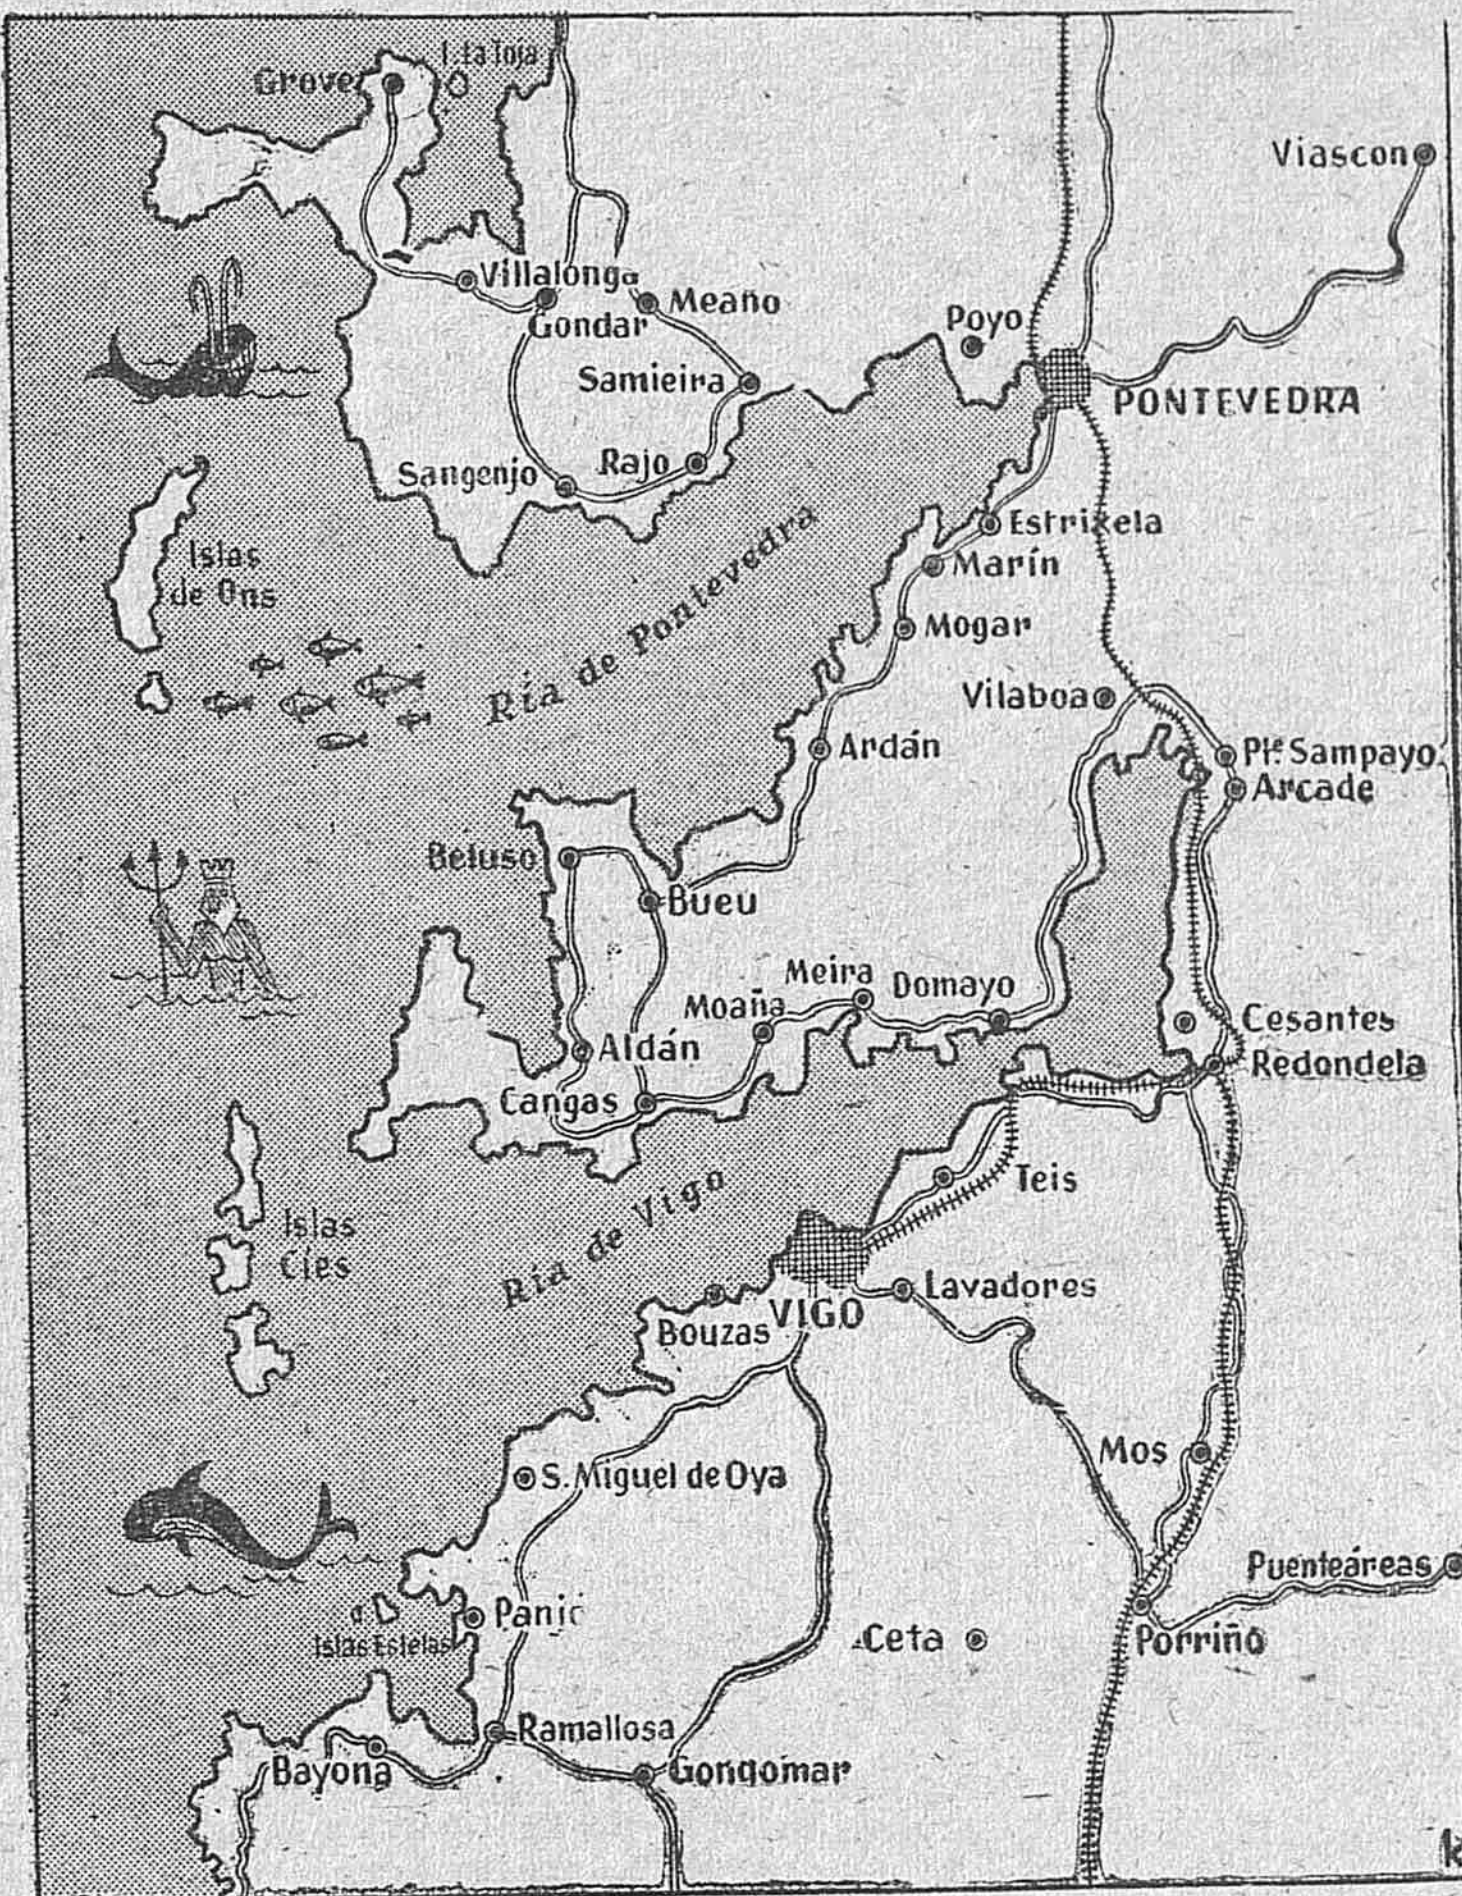 I. La Toja
Grove
Viascon
Villalonga
Meaño
Gondar
Poyo
Samieira
PONTEVEDRA
Sangenjo
Rajo
Islas
de Ons
Ría de Pontevedra
Estrixela
Marín
Mogar
Vilaboa
Ardán
Pte. Sampayo
Arcade
Beluso
Bueu
Meira
Domayo
Moaña
Cesantes
Aldán
Redondela
Cangas
Teis
Islas
Cíes
Ría de Vigo
Lavadores
VIGO
Bouzas
Mos
S. Miguel de Oya
Puenteáreas
Panic
Islas Estelas
Ceta
Porriño
Ramallosa
Bayona
Gongomar